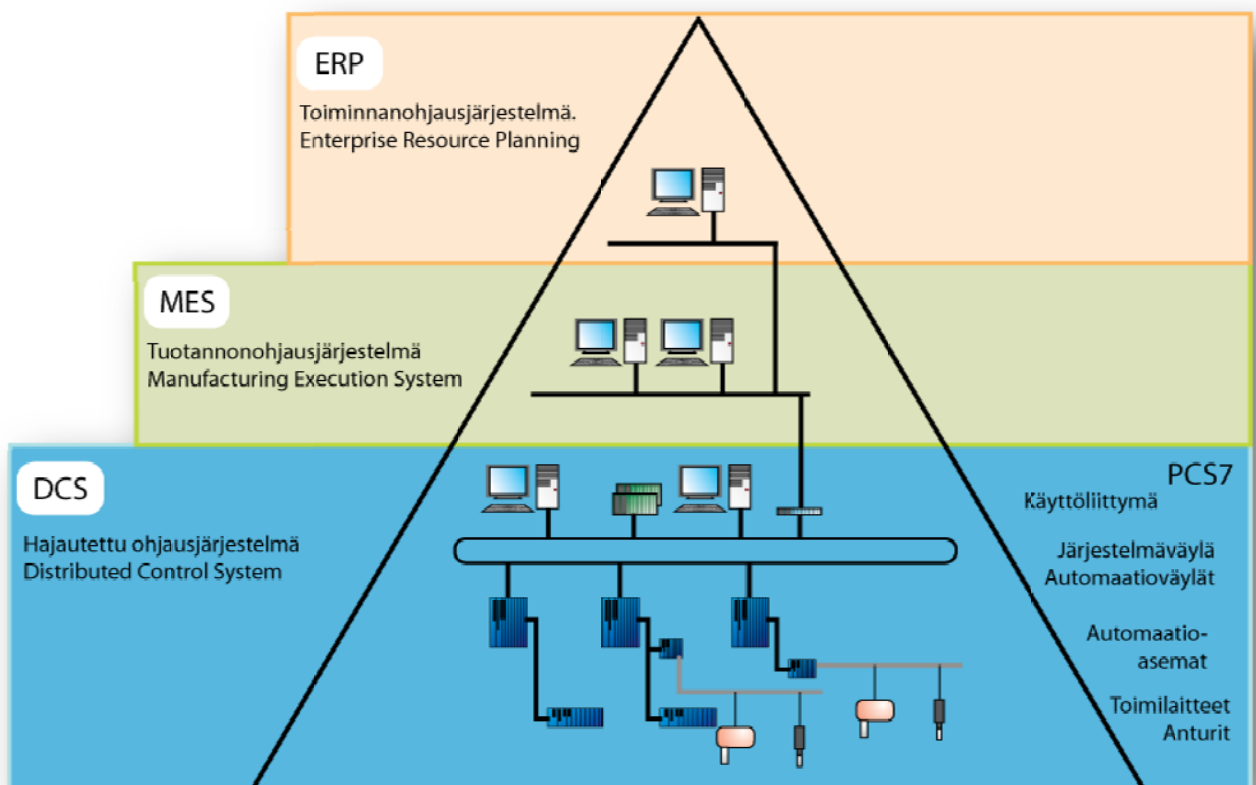 ERP
Toiminnanohjausjärjestelmä.
Enterprise Resource Planning
MES
Tuotannonohjausjärjestelmä
Manufacturing Execution System
DCS
Hajautettu ohjausjärjestelmä
Distributed Control System
PCS7
Käyttöliittymä
Järjestelmäväylä
Automaatioväylät
Automaatio-
asemat
Toimilaitteet
Anturit